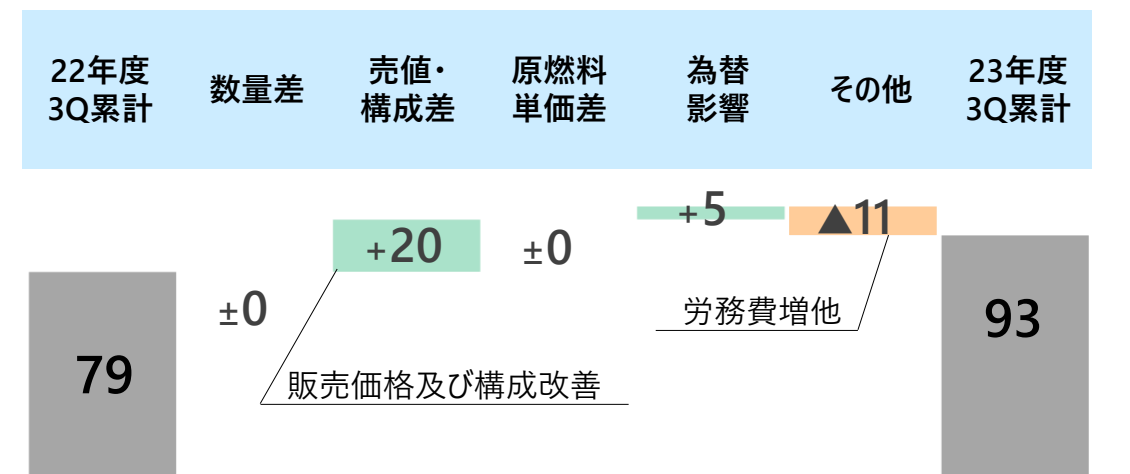 22年度
3Q累計
数量差
売値・
構成差
原燃料
単価差
為替
影響
その他
23年度
3Q累計
79
±0
+20
±0
+5
▲11
93
労務費増他
販売価格及び構成改善